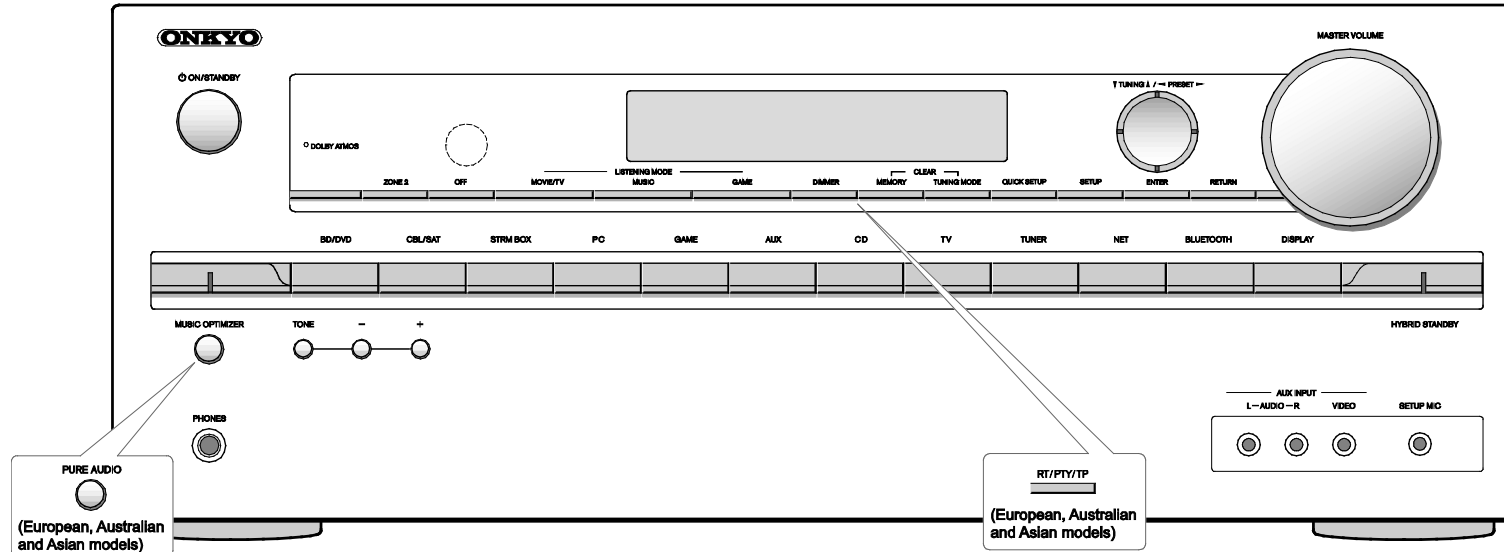 ONKYO
MASTER VOLUME
⏻ ON/STANDBY
TUNING / ◄ PRESET ►
DOLBY ATMOS
LISTENING MODE
CLEAR
ZONE 2 OFF MOVIE/TV MUSIC GAME DIMMER MEMORY TUNING MODE QUICK SETUP SETUP ENTER RETURN
BD/DVD CBL/SAT STRM BOX PC GAME AUX CD TV TUNER NET BLUETOOTH DISPLAY
MUSIC OPTIMIZER TONE − + HYBRID STANDBY
AUX INPUT
L–AUDIO–R VIDEO SETUP MIC
PHONES
PURE AUDIO
(European, Australian
and Asian models)
RT/PTY/TP
(European, Australian
and Asian models)